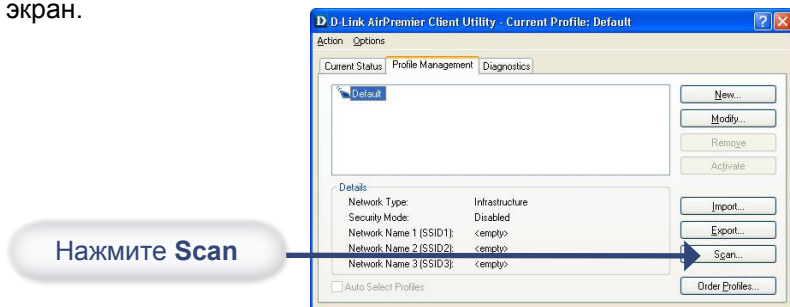 экран.
D-Link AirPremier Client Utility - Current Profile: Default
Action Options
Current Status Profile Management Diagnostics
Default
New...
Modify...
Remove
Activate
Details
Network Type: Infrastructure
Security Mode: Disabled
Network Name 1 (SSID1): <empty>
Network Name 2 (SSID2): <empty>
Network Name 3 (SSID3): <empty>
Import...
Export...
Scan...
Auto Select Profiles
Order Profiles...
Нажмите Scan